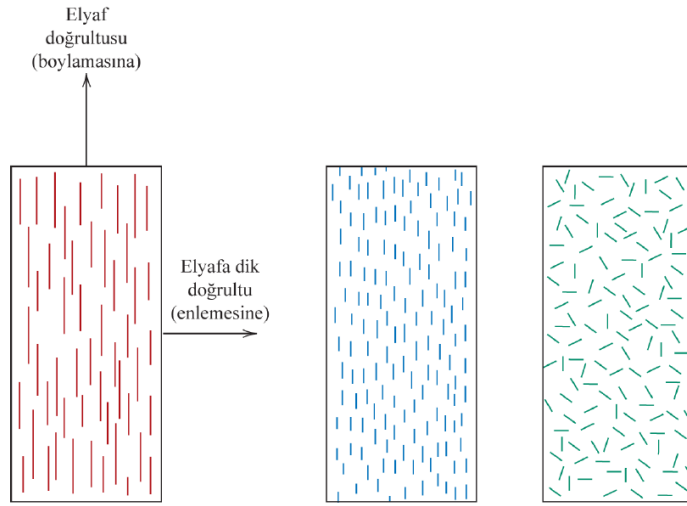 Elyaf
doğrultusu
(boylamasına)
Elyafa dik
doğrultu
(enlemesine)